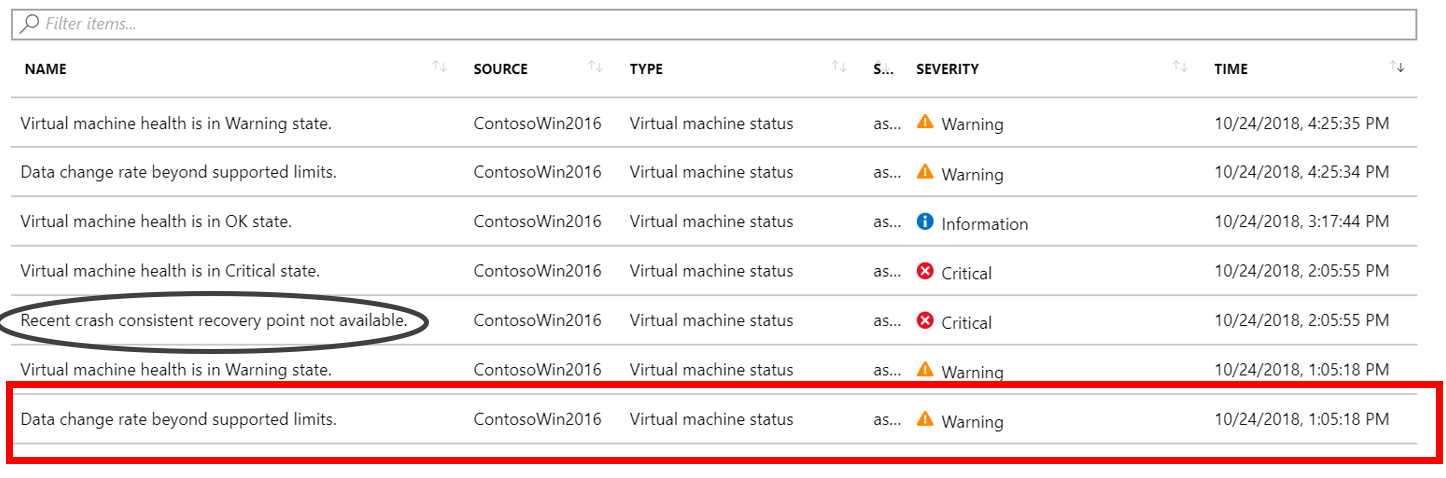 Filter items...
NAME SOURCE TYPE S... SEVERITY TIME
Virtual machine health is in Warning state. ContosoWin2016 Virtual machine status as... Warning 10/24/2018, 4:25:35 PM
Data change rate beyond supported limits. ContosoWin2016 Virtual machine status as... Warning 10/24/2018, 4:25:34 PM
Virtual machine health is in OK state. ContosoWin2016 Virtual machine status as... Information 10/24/2018, 3:17:44 PM
Virtual machine health is in Critical state. ContosoWin2016 Virtual machine status as... Critical 10/24/2018, 2:05:55 PM
Recent crash consistent recovery point not available. ContosoWin2016 Virtual machine status as... Critical 10/24/2018, 2:05:55 PM
Virtual machine health is in Warning state. ContosoWin2016 Virtual machine status as... Warning 10/24/2018, 1:05:18 PM
Data change rate beyond supported limits. ContosoWin2016 Virtual machine status as... Warning 10/24/2018, 1:05:18 PM